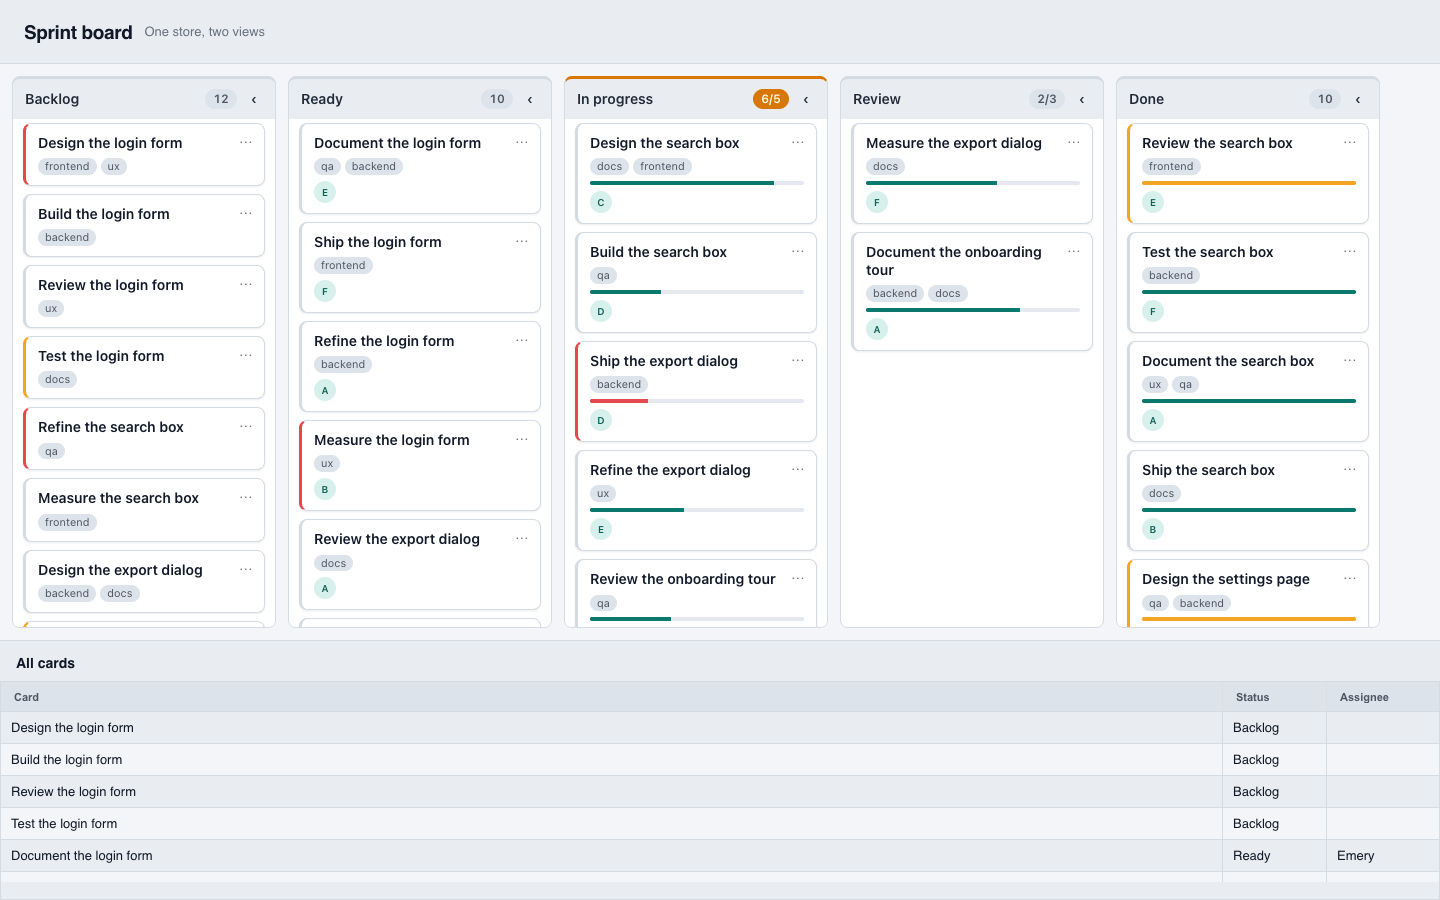 Sprint board One store, two views
Backlog 12 ‹
Design the login form ...
frontend ux
Build the login form ...
backend
Review the login form ...
ux
Test the login form ...
docs
Refine the search box ...
qa
Measure the search box ...
frontend
Design the export dialog ...
backend docs
Ready 10 ‹
Document the login form ...
qa backend
E
Ship the login form ...
frontend
F
Refine the login form ...
backend
A
Measure the login form ...
ux
B
Review the export dialog ...
docs
A
In progress 6/5 ‹
Design the search box ...
docs frontend
C
Build the search box ...
qa
D
Ship the export dialog ...
backend
D
Refine the export dialog ...
ux
E
Review the onboarding tour ...
qa
Review 2/3 ‹
Measure the export dialog ...
docs
F
Document the onboarding ...
tour
backend docs
A
Done 10 ‹
Review the search box ...
frontend
E
Test the search box ...
backend
F
Document the search box ...
ux qa
A
Ship the search box ...
docs
B
Design the settings page ...
qa backend
All cards
Card Status Assignee
Design the login form Backlog
Build the login form Backlog
Review the login form Backlog
Test the login form Backlog
Document the login form Ready Emery